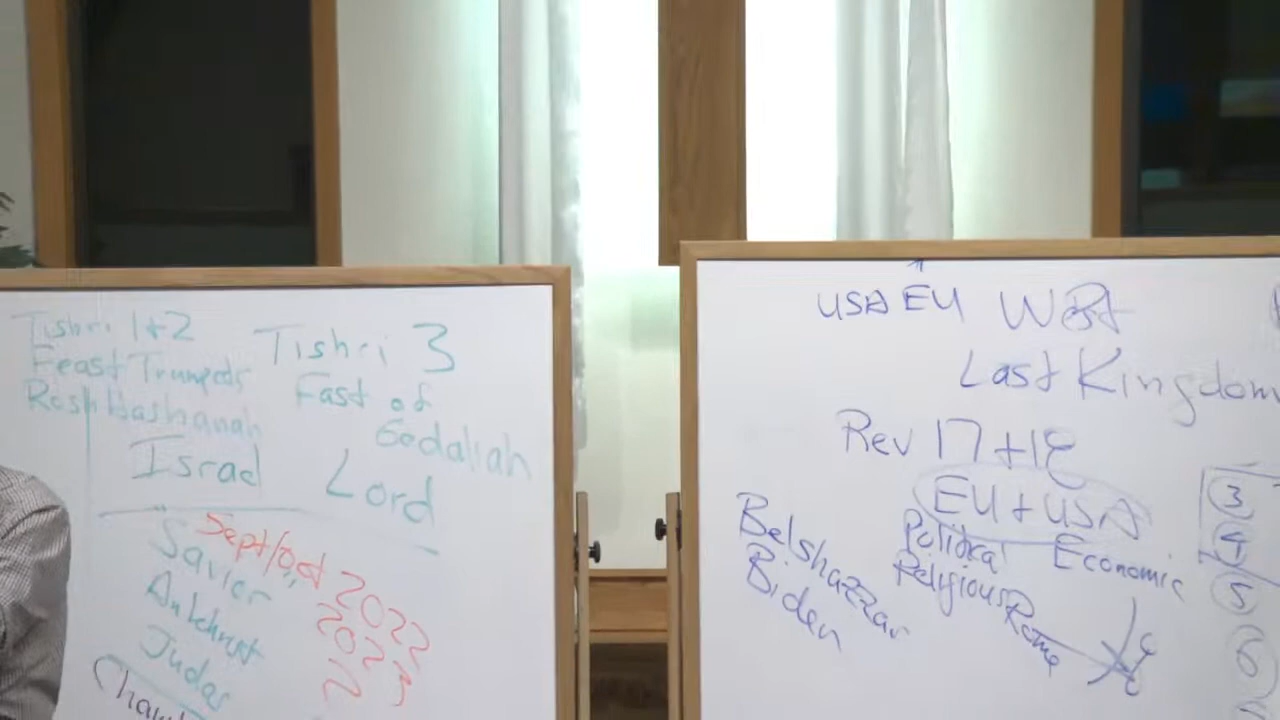 Tishri 1+2
Feast Trumpets
Rosh Hashanah
Israel
Tishri 3
Fast of
Gedaliah
Lord
Sept/Oct 2022
2023
2
"Savior"
Antichrist
Judas
USA EU West
Last Kingdom
Rev 17+18
EU + USA
Political Economic
Religious Rome
Belshazzar
Biden
3
4
5
6